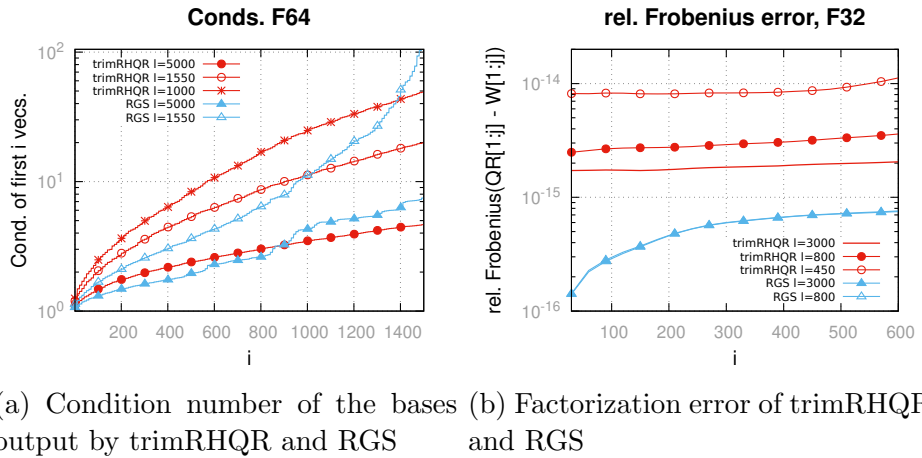 Conds. F64
rel. Frobenius error, F32
Cond. of first i vecs.
10^2
10^1
10^0
trimRHQR l=5000
trimRHQR l=1550
trimRHQR l=1000
RGS l=5000
RGS l=1550
200 400 600 800 1000 1200 1400
i
rel. Frobenius(QR[1:j] - W[1:j])
10^-14
10^-15
10^-16
trimRHQR l=3000
trimRHQR l=800
trimRHQR l=450
RGS l=3000
RGS l=800
100 200 300 400 500 600
i
(a) Condition number of the bases
output by trimRHQR and RGS
(b) Factorization error of trimRHQR
and RGS